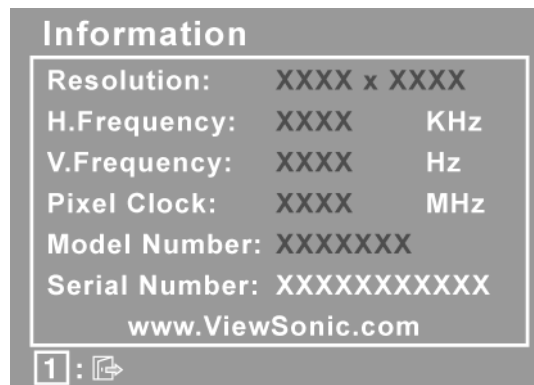 Information
Resolution: XXXX x XXXX
H.Frequency: XXXX KHz
V.Frequency: XXXX Hz
Pixel Clock: XXXX MHz
Model Number: XXXXXXX
Serial Number: XXXXXXXXXXX
www.ViewSonic.com
1 :